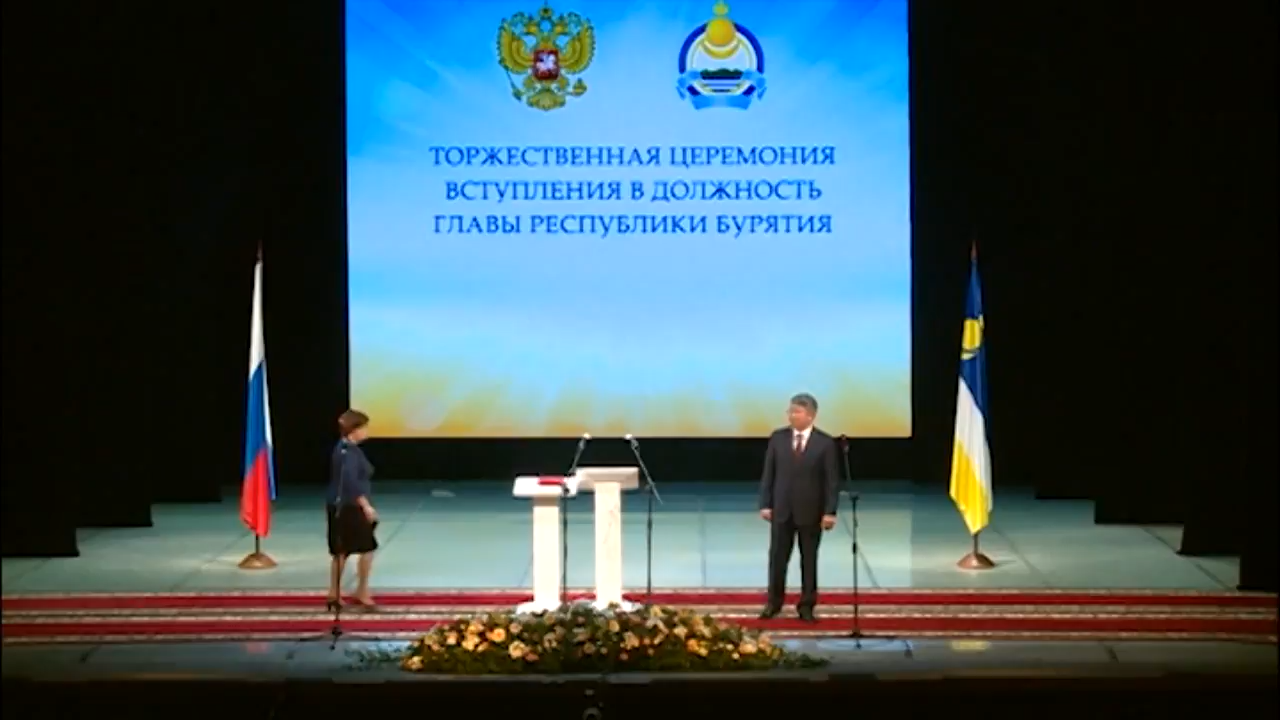 ТОРЖЕСТВЕННАЯ ЦЕРЕМОНИЯ
ВСТУПЛЕНИЯ В ДОЛЖНОСТЬ
ГЛАВЫ РЕСПУБЛИКИ БУРЯТИЯ